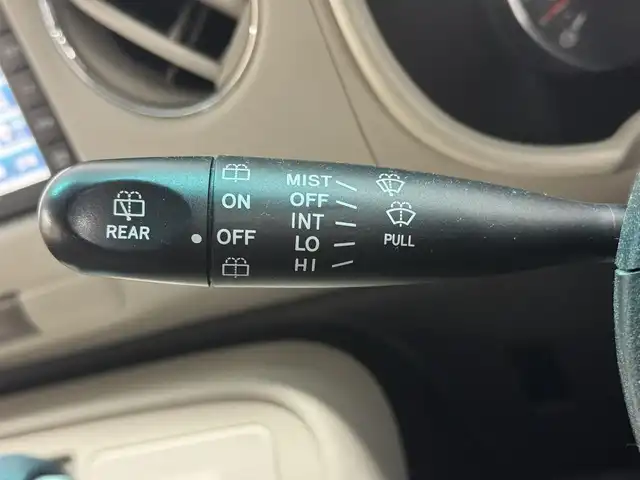 REAR
ON
OFF
MIST
OFF
INT
LO
HI
PULL